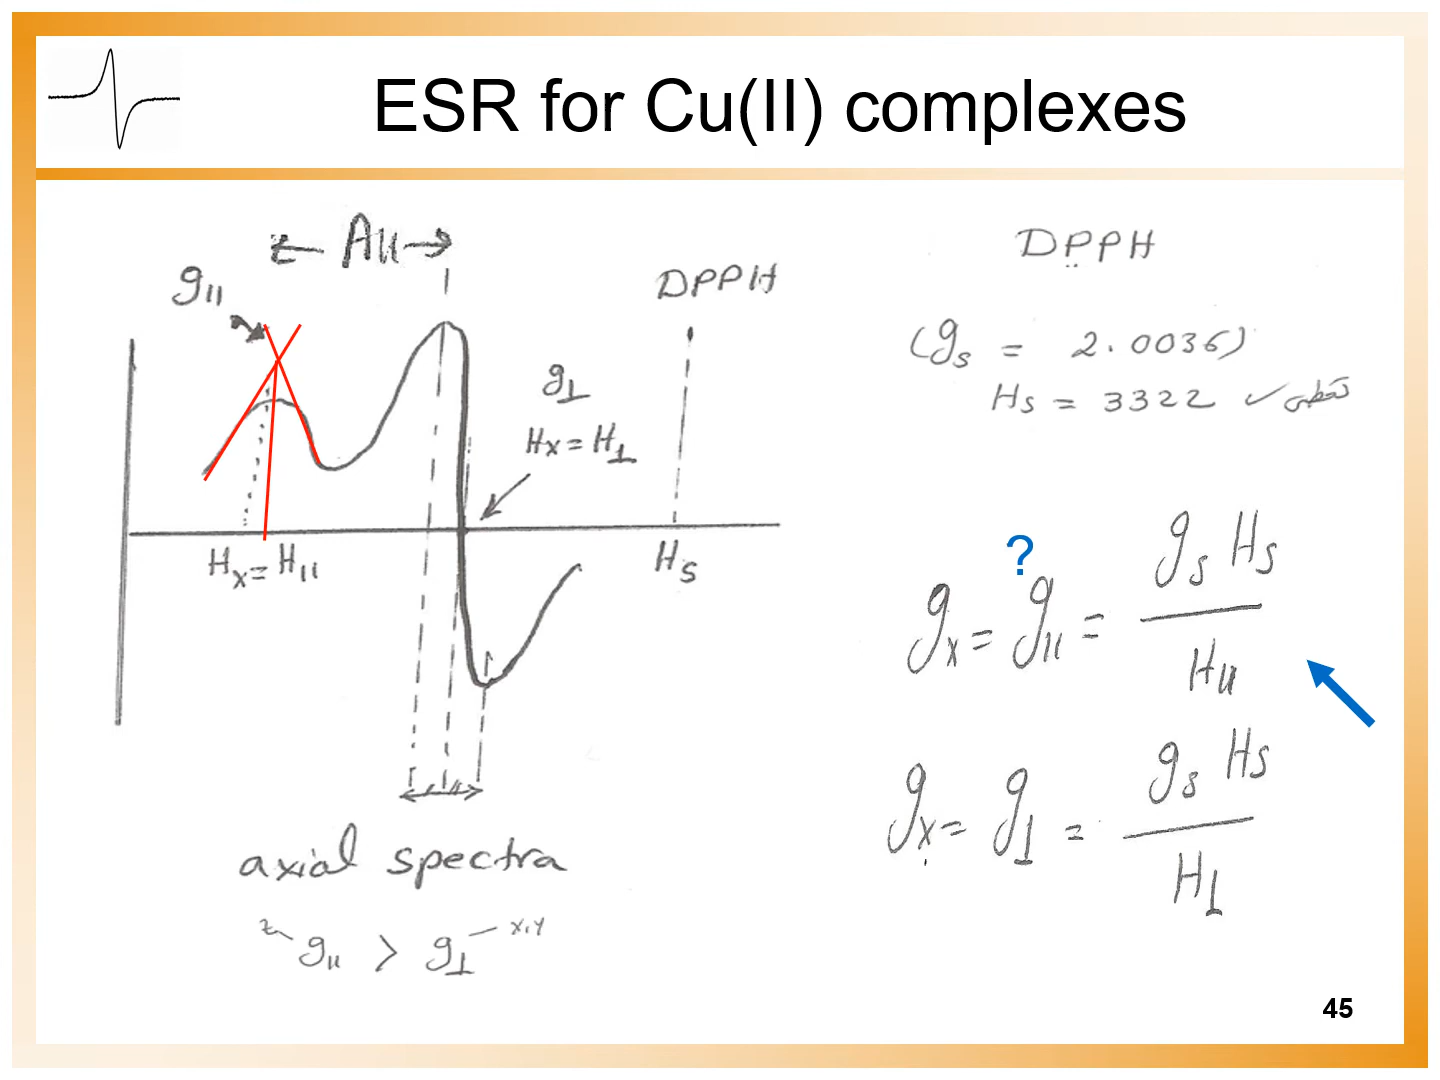 ESR for Cu(II) complexes
← A|| →
g||
DPPH
g⊥
Hx = H⊥
Hx = H||
Hs
axial spectra
z
g|| > g⊥
x,y
DPPH
(gs = 2.0036)
Hs = 3322 ✓
?
gx = g|| = gs Hs
H||
gx = g⊥ = gs Hs
H⊥
45